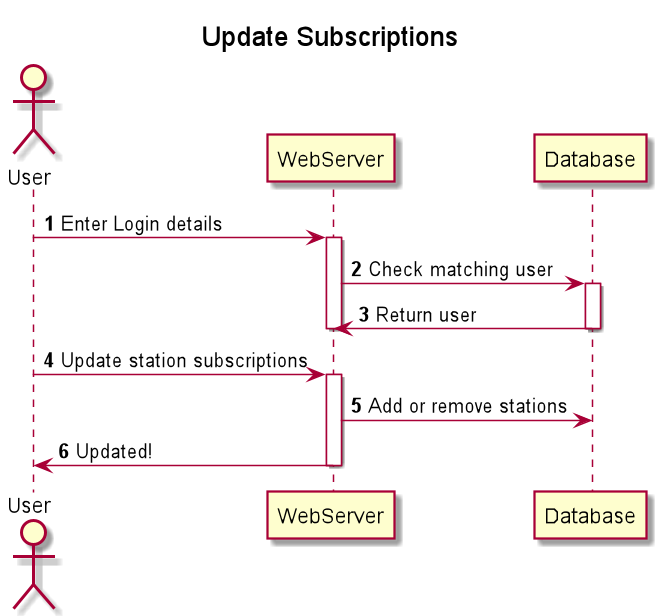 Update Subscriptions
User
WebServer
Database
1 Enter Login details
2 Check matching user
3 Return user
4 Update station subscriptions
5 Add or remove stations
6 Updated!
User
WebServer
Database